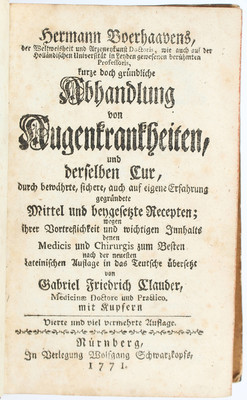 Hermann Boerhaavens,
der Weltweisheit und Arzeneykunst Doctoris, wie auch auf der
Holländischen Universität in Leyden gewesenen berühmten
Professoris,
kurze doch gründliche
Abhandlung
von
Augenkrankheiten,
und
derselben Cur,
durch bewährte, sichere, auch auf eigene Erfahrung
gegründete
Mittel und beygesetzte Recepten;
wegen
ihrer Vortreflichkeit und wichtigen Innhalts
denen
Medicis und Chirurgis zum Besten
nach der neuesten
Lateinischen Auflage in das Teutsche übersetzt
von
Gabriel Friedrich Clauder,
Medicinæ Doctore und Practico.
mit Kupfern
Vierte und viel vermehrte Auflage.
Nürnberg,
In Verlegung Wolfgang Schwarzkopfs,
1771.